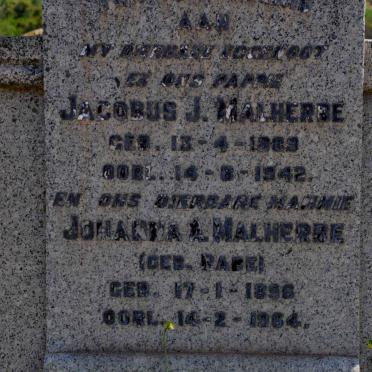 AAN
MY DIERBARE EGGENOOT
EN ONS PAPPIE
JACOBUS J. MALHERBE
GEB. 13-4-1889
OORL. 14-8-1942.
EN ONS DIERBARE MAMMIE
JOHANNA A. MALHERBE
(GEB. RABE)
GEB. 17-1-1898
OORL. 14-2-1964.